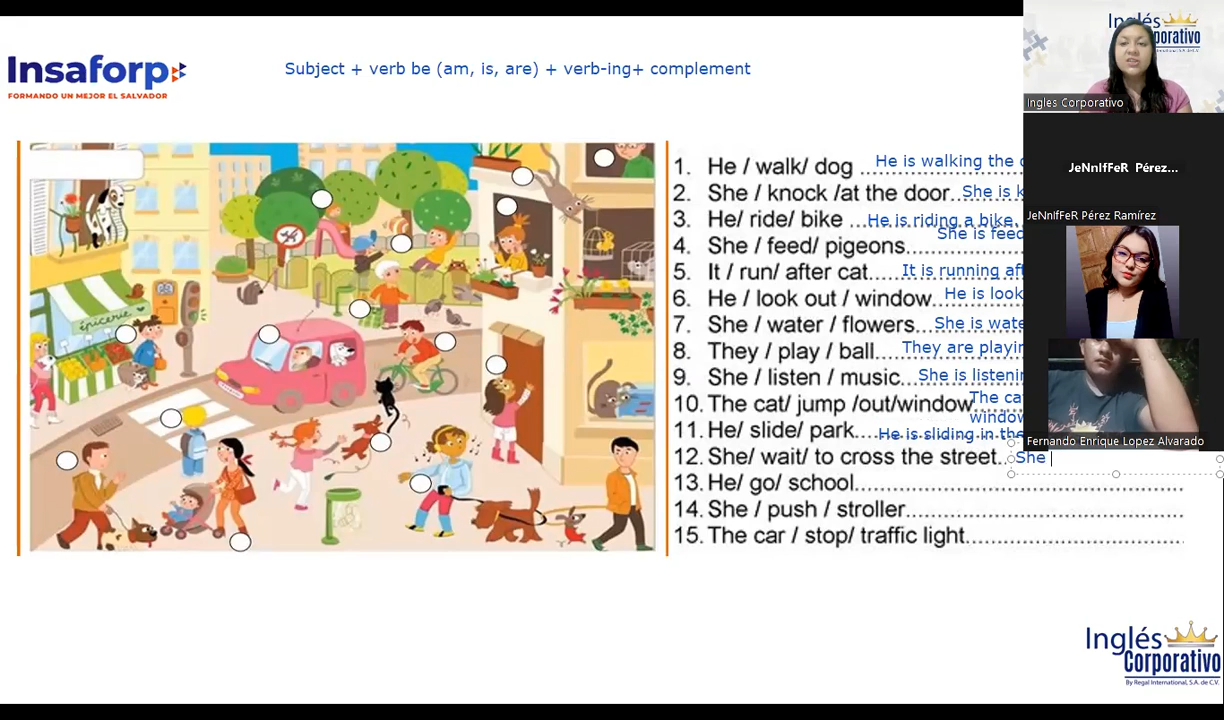 Insaforp
FORMANDO UN MEJOR EL SALVADOR
Subject + verb be (am, is, are) + verb-ing+ complement
Inglés
Corporativo
Ingles Corporativo
JeNnIfFeR Pérez...
JeNnIfFeR Pérez Ramírez
Fernando Enrique Lopez Alvarado
épicerie
1. He / walk/ dog ........ He is walking the
2. She / knock /at the door. She is
3. He/ ride/ bike ... He is riding a bike.
4. She / feed/ pigeons........ She is feed
5. It / run/ after cat..... It is running
6. He / look out / window.. He is look
7. She / water / flowers.... She is wate
8. They / play / ball..... They are playin
9. She / listen / music... She is listenin
10. The cat/ jump /out/window The ca
window
11. He/ slide/ park.... He is sliding in the
12. She/ wait/ to cross the street.. She
13. He/ go/ school................
14. She / push / stroller................
15. The car / stop/ traffic light................
Inglés
Corporativo
By Regal International, S.A. de C.V.